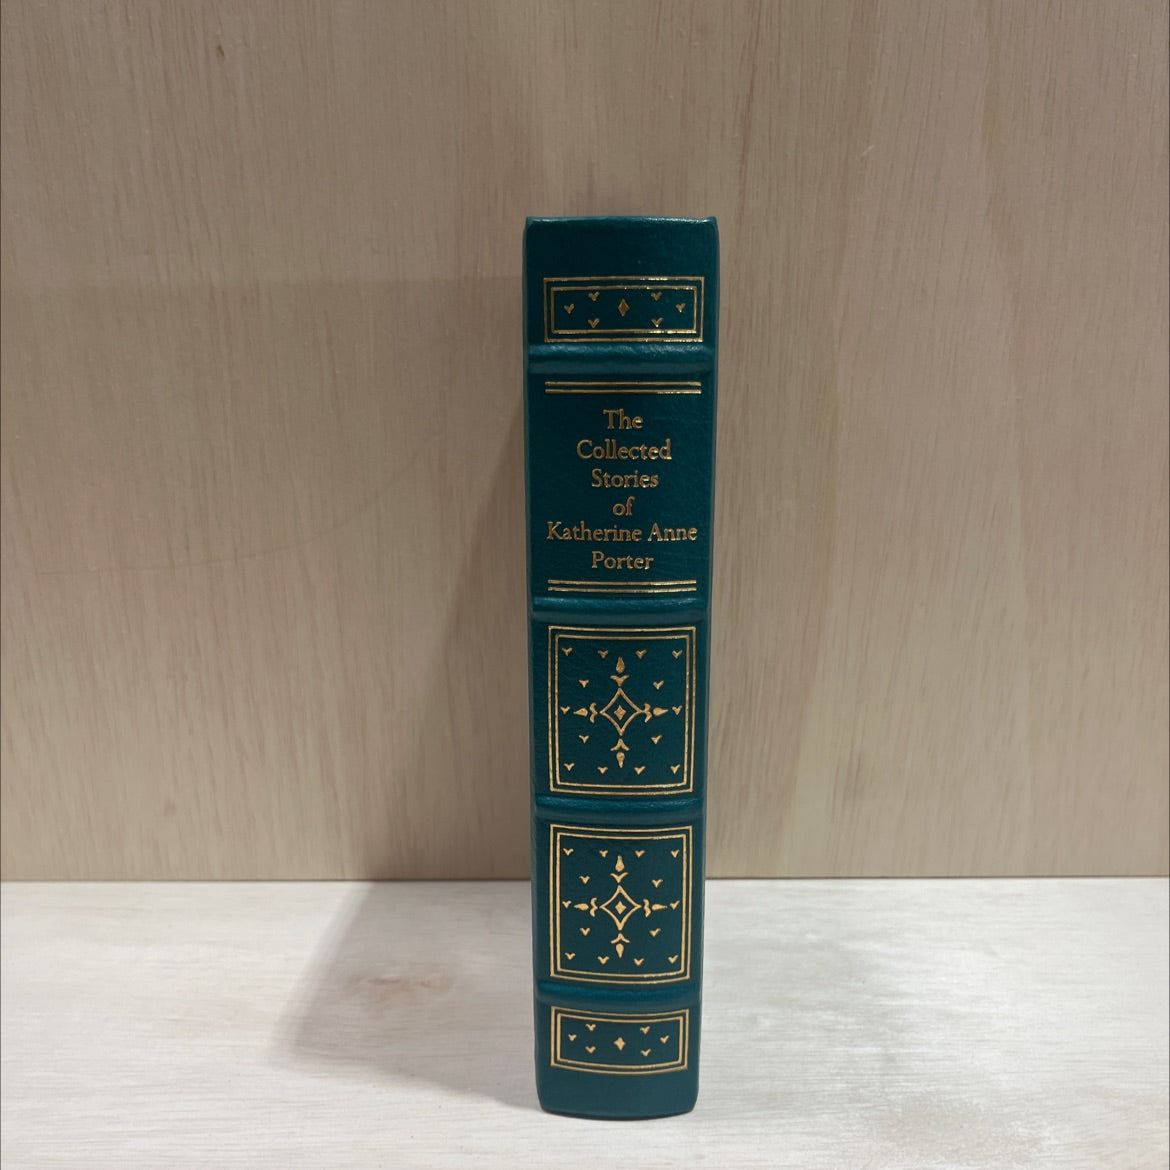 The
Collected
Stories
of
Katherine Anne
Porter